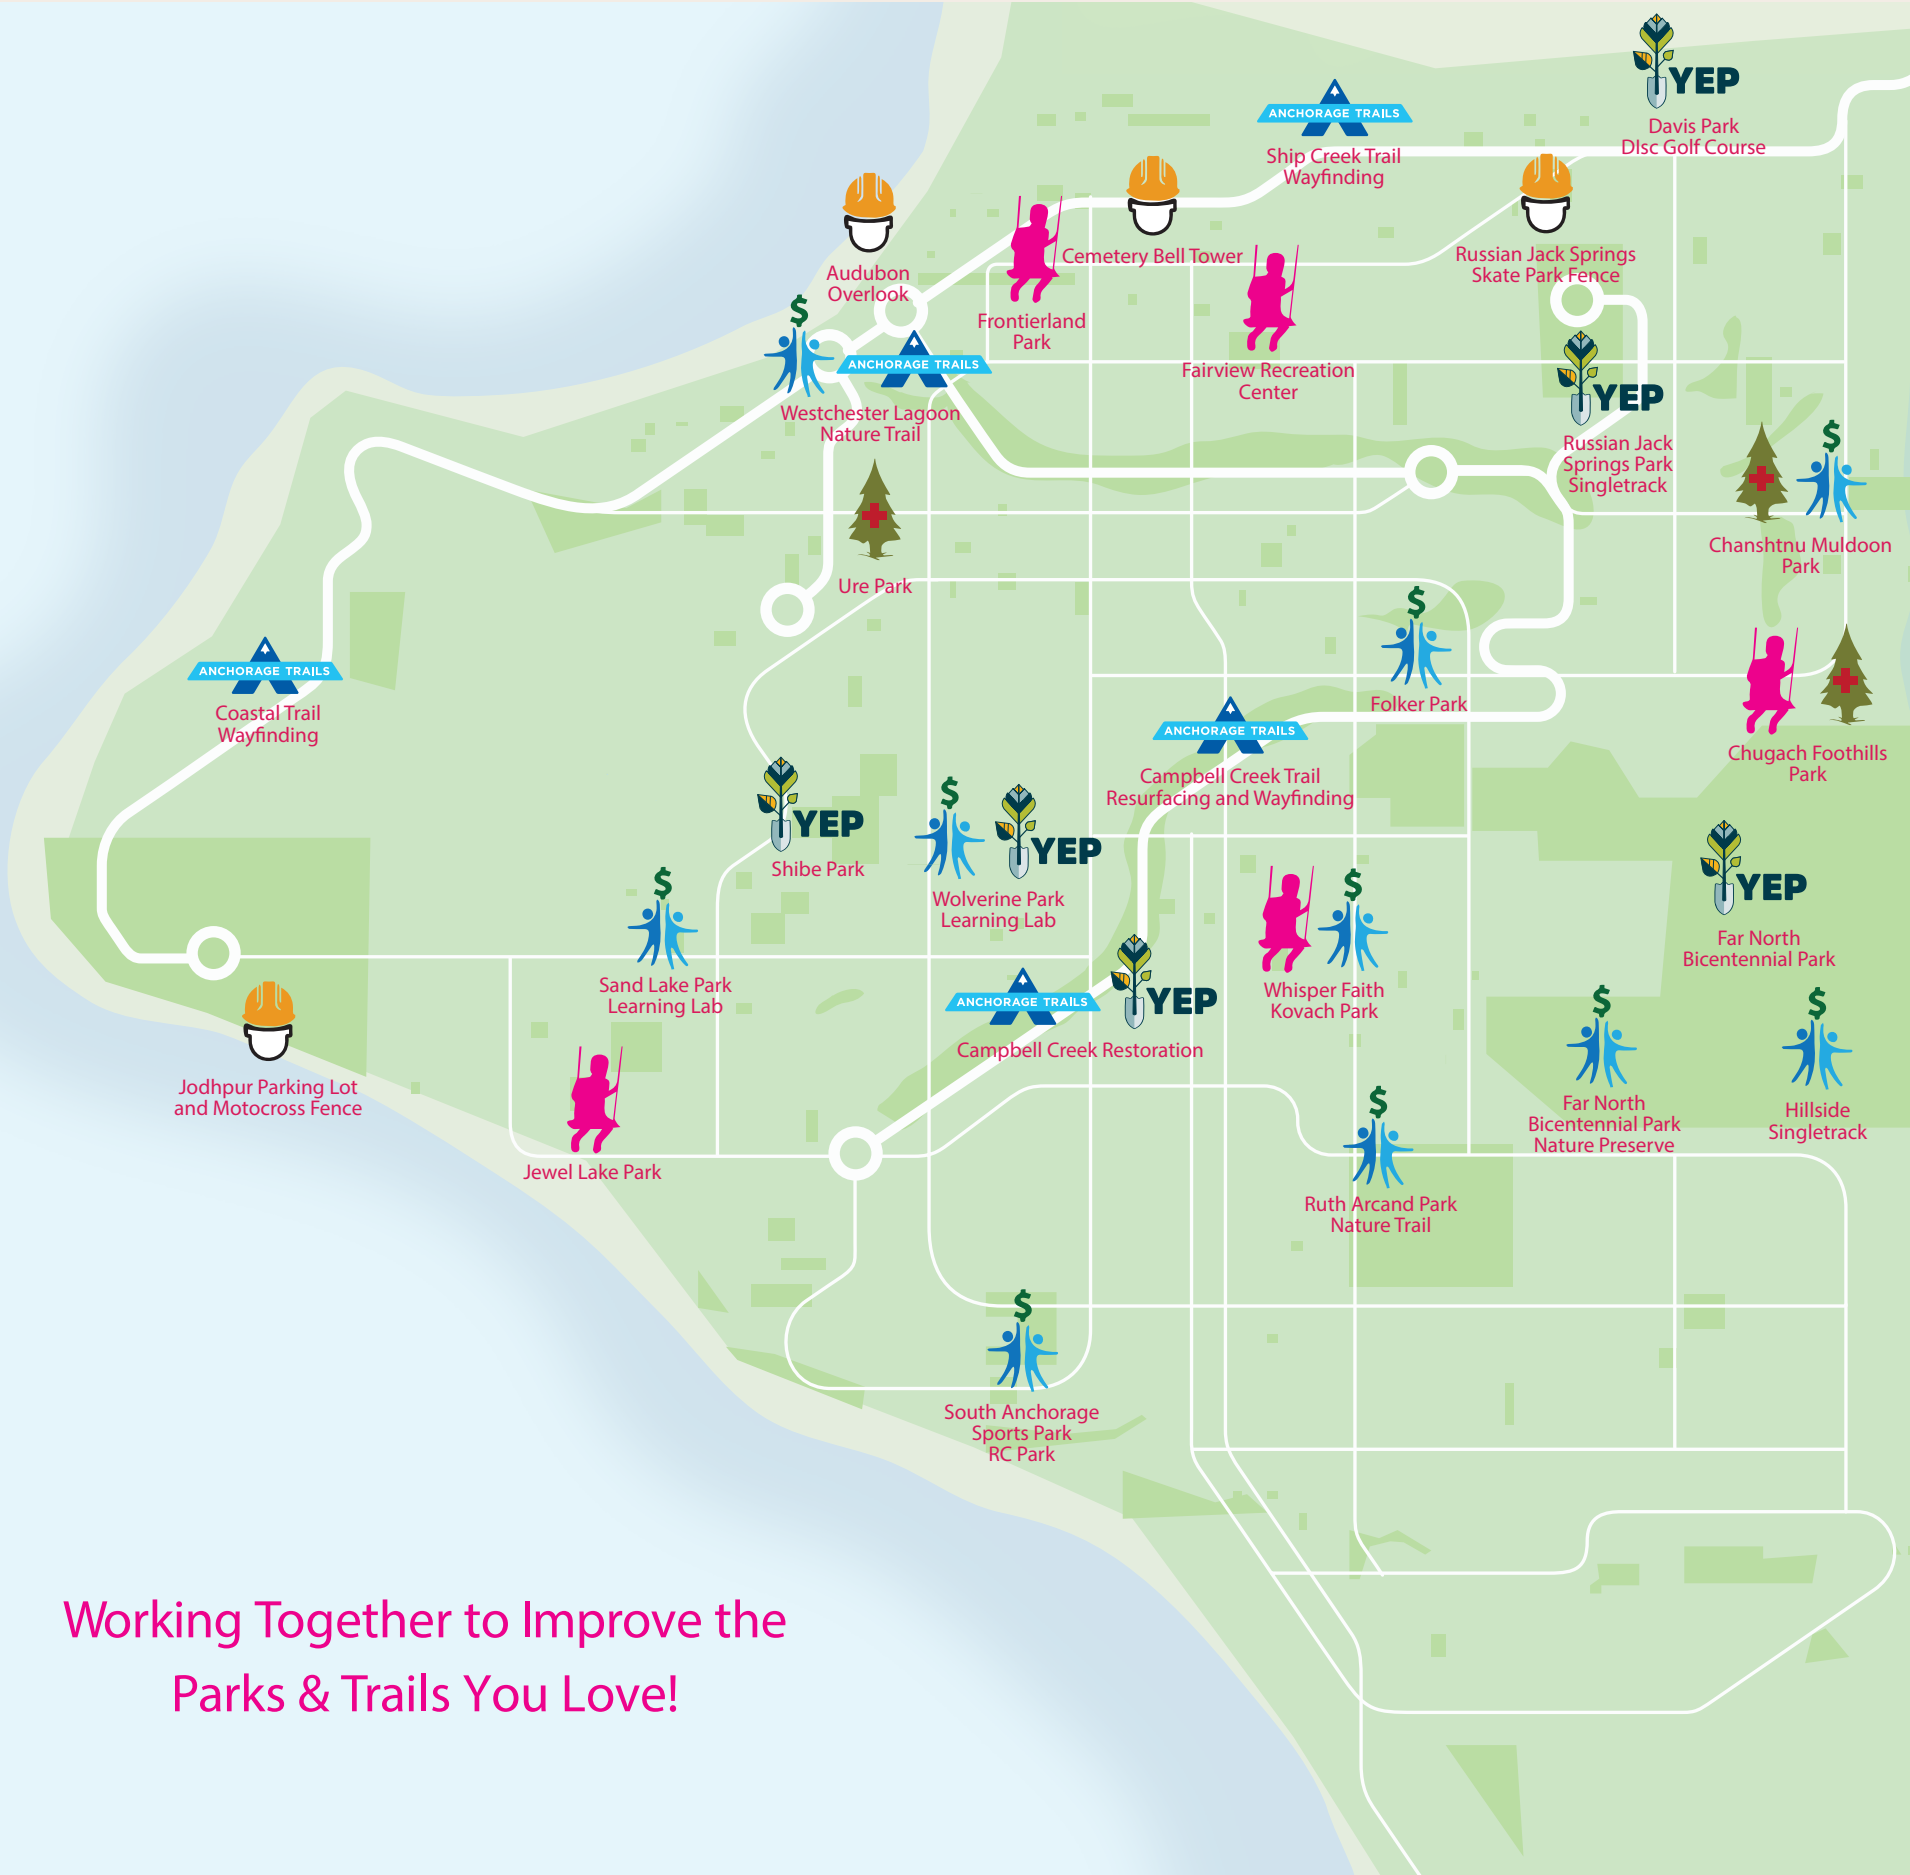 YEP
Davis Park
DIsc Golf Course
ANCHORAGE TRAILS
Ship Creek Trail
Wayfinding
Cemetery Bell Tower
Russian Jack Springs
Skate Park Fence
$
Audubon
Overlook
Frontierland
Park
ANCHORAGE TRAILS
Westchester Lagoon
Nature Trail
Fairview Recreation
Center
YEP
Russian Jack
Springs Park
Singletrack
$
Chanshtnu Muldoon
Park
Ure Park
$
Folker Park
ANCHORAGE TRAILS
Coastal Trail
Wayfinding
ANCHORAGE TRAILS
Campbell Creek Trail
Resurfacing and Wayfinding
Chugach Foothills
Park
YEP
Shibe Park
$
YEP
Wolverine Park
Learning Lab
YEP
Far North
Bicentennial Park
$
Sand Lake Park
Learning Lab
$
Whisper Faith
Kovach Park
ANCHORAGE TRAILS
YEP
Campbell Creek Restoration
Jodhpur Parking Lot
and Motocross Fence
$
Far North
Bicentennial Park
Nature Preserve
$
Hillside
Singletrack
Jewel Lake Park
$
Ruth Arcand Park
Nature Trail
$
South Anchorage
Sports Park
RC Park
Working Together to Improve the
Parks & Trails You Love!